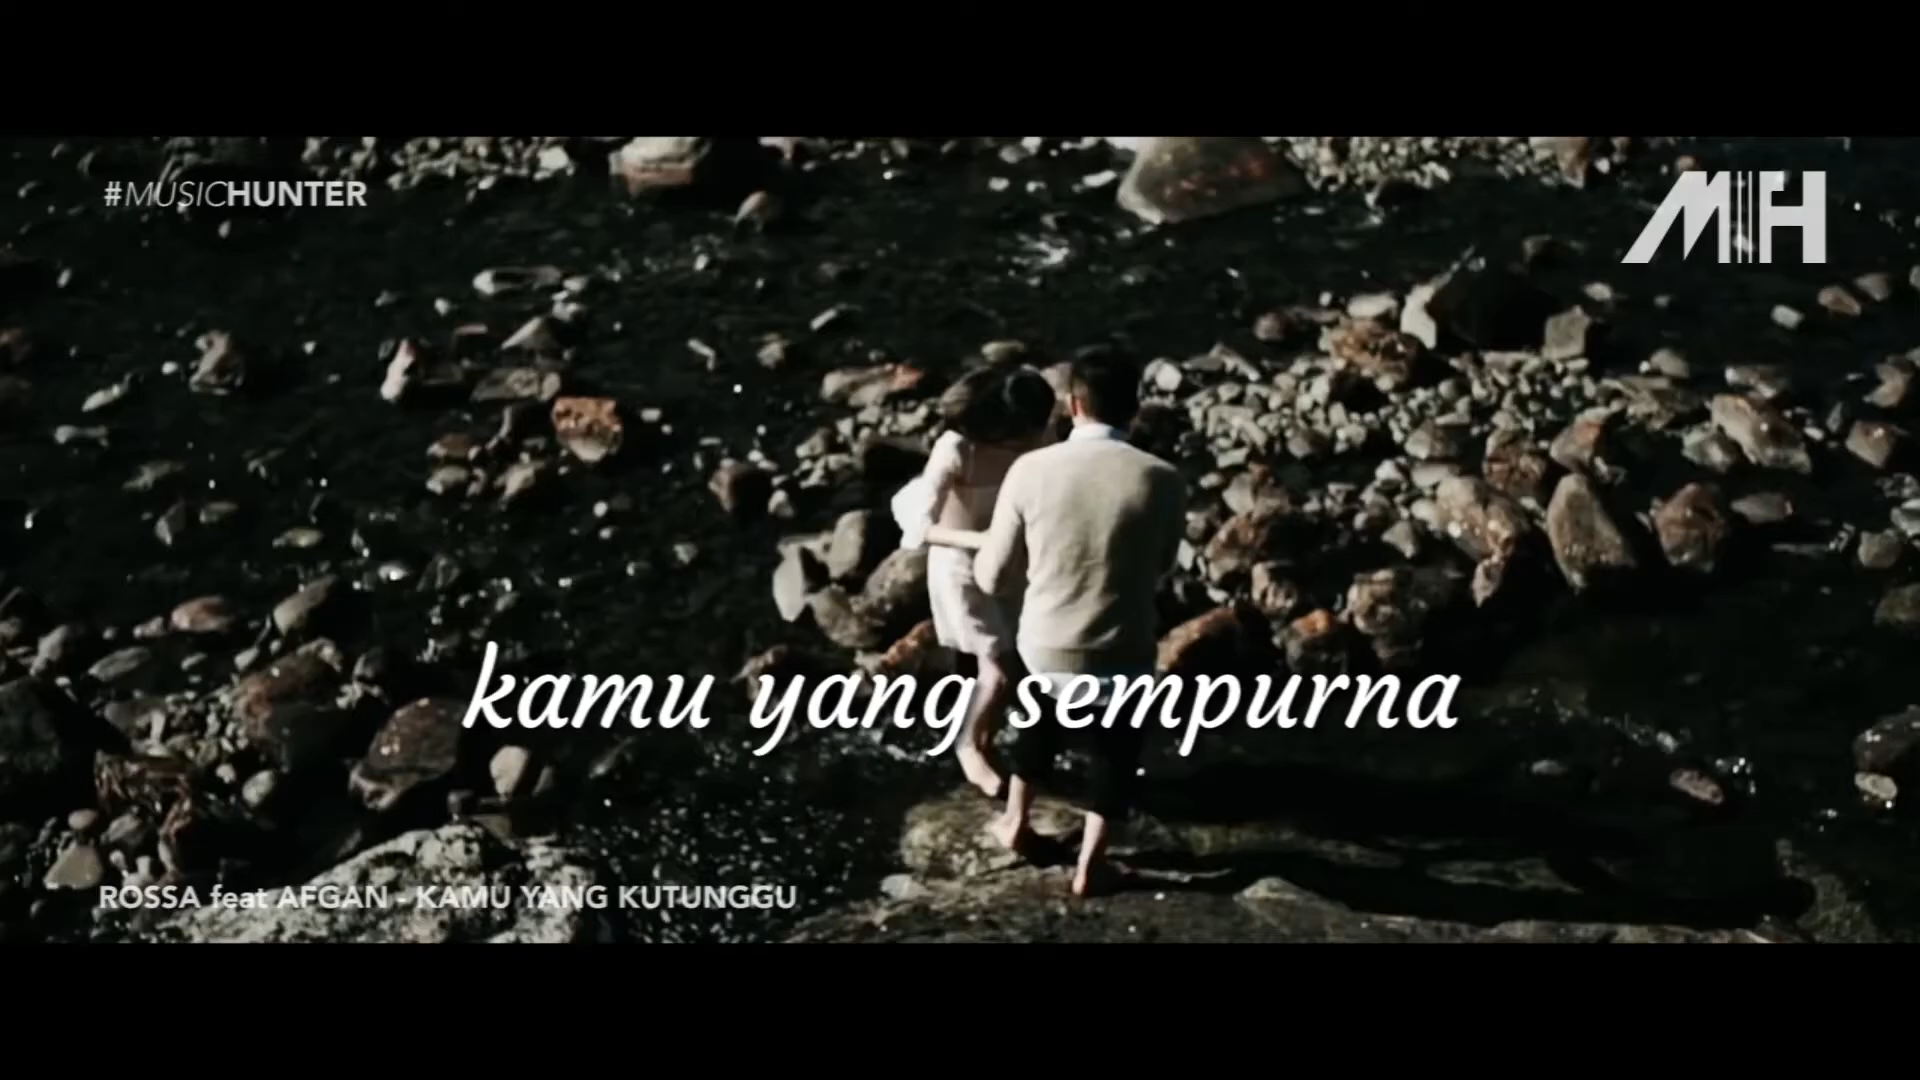 #MUSICHUNTER
MH
kamu yang sempurna
ROSSA feat AFGAN - KAMU YANG KUTUNGGU